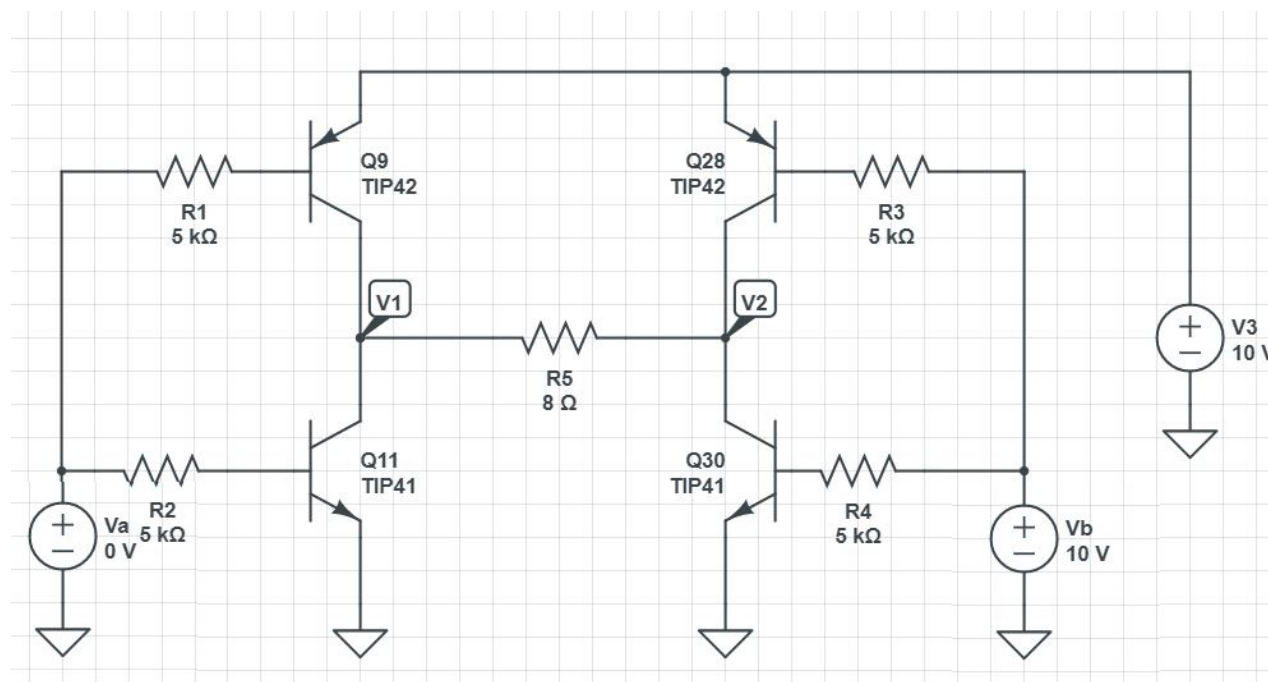 Q9
TIP42
Q28
TIP42
R1
5 kΩ
R3
5 kΩ
V1
V2
+
−
V3
10 V
R5
8 Ω
Q11
TIP41
Q30
TIP41
R2
5 kΩ
R4
5 kΩ
+
−
Va
0 V
+
−
Vb
10 V